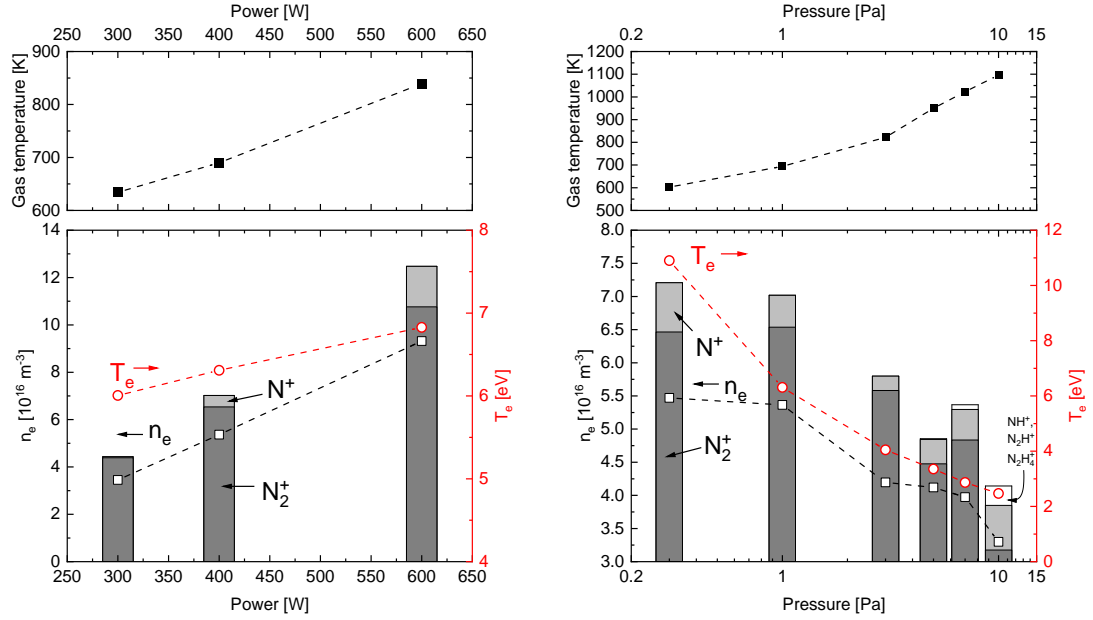 Power [W]
250 300 350 400 450 500 550 600 650
Gas temperature [K]
900
800
700
600
14
12
10
8
6
4
2
0
n_e [10^16 m^-3]
T_e
n_e
N^+
N_2^+
8
7
6
5
4
T_e [eV]
250 300 350 400 450 500 550 600 650
Power [W]
Pressure [Pa]
0.2 1 10 15
Gas temperature [K]
1200
1100
1000
900
800
700
600
500
8.0
7.5
7.0
6.5
6.0
5.5
5.0
4.5
4.0
3.5
3.0
n_e [10^16 m^-3]
T_e
N^+
n_e
N_2^+
NH^+,
N_2H^+
N_2H_4^+
12
10
8
6
4
2
0
T_e [eV]
0.2 1 10 15
Pressure [Pa]